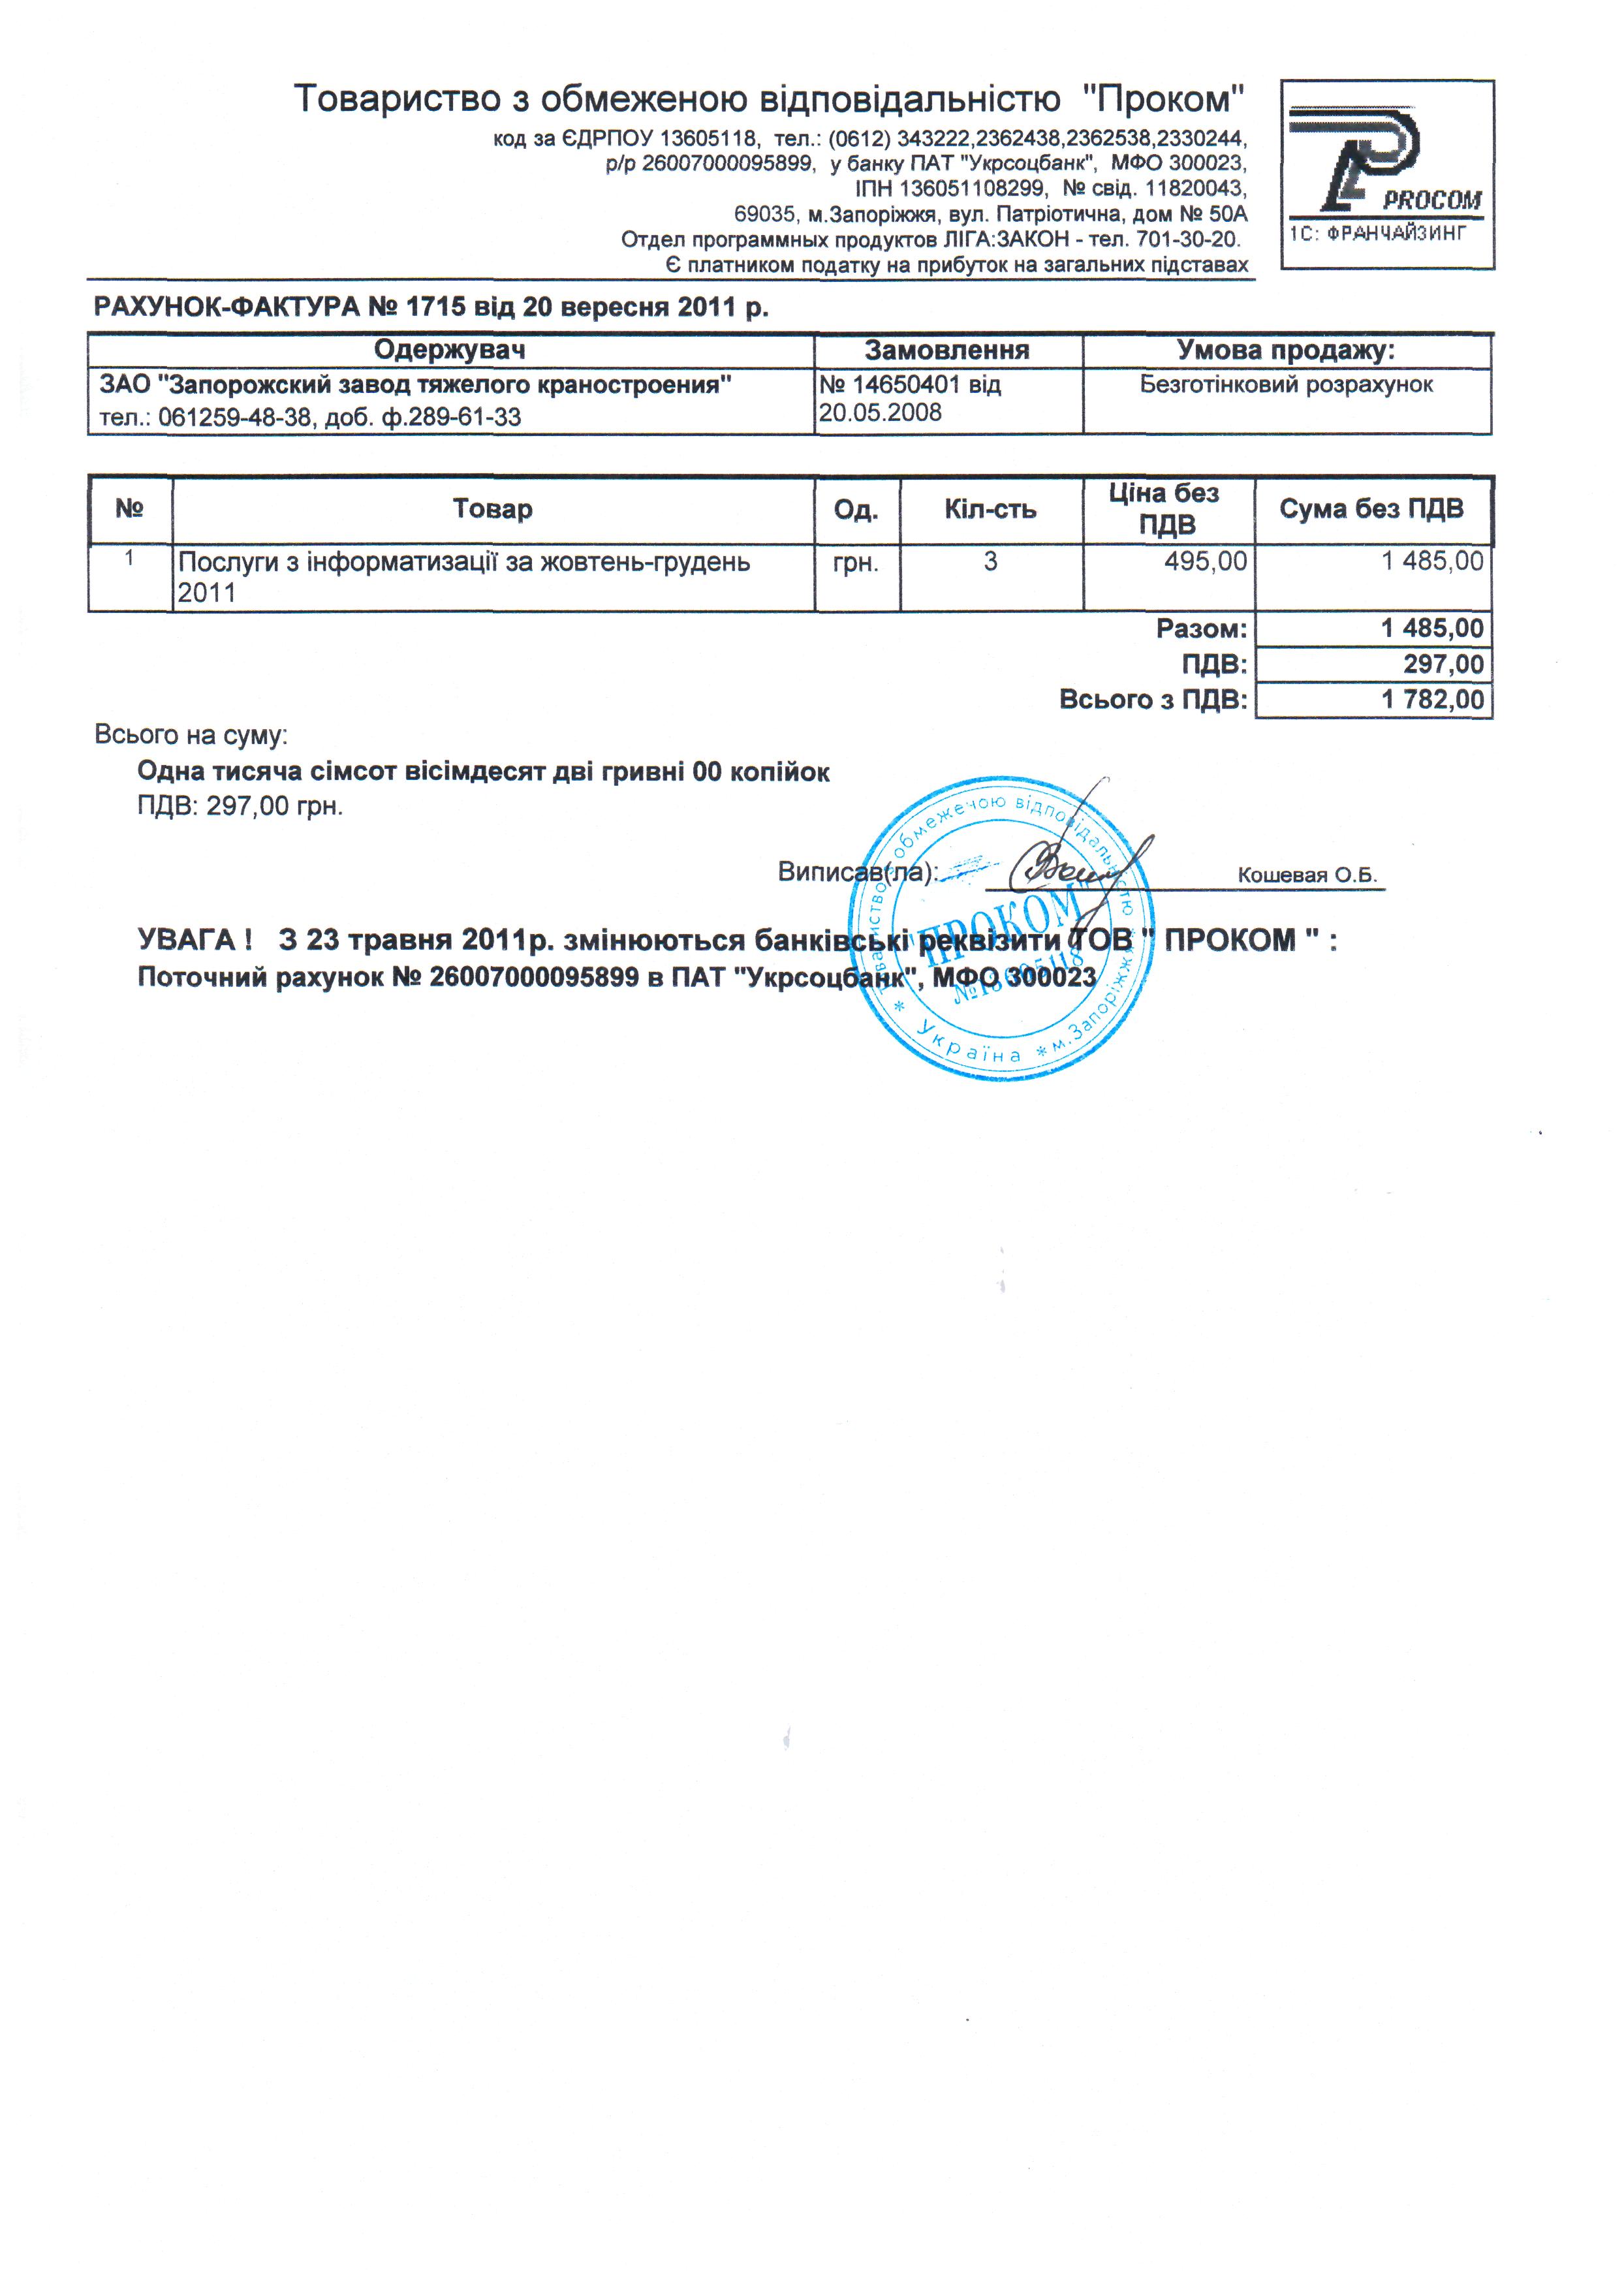 Товариство з обмеженою відповідальністю "Проком"
код за ЄДРПОУ 13605118, тел.: (0612) 343222,2362438,2362538,2330244,
р/р 26007000095899, у банку ПАТ "Укрсоцбанк", МФО 300023,
ІПН 136051108299, № свід. 11820043,
69035, м.Запоріжжя, вул. Патріотична, дом № 50А
Отдел программных продуктов ЛІГА:ЗАКОН - тел. 701-30-20.
Є платником податку на прибуток на загальних підставах
PROCOM
1С: ФРАНЧАЙЗИНГ
РАХУНОК-ФАКТУРА № 1715 від 20 вересня 2011 р.
Одержувач Замовлення Умова продажу:
ЗАО "Запорожский завод тяжелого краностроения" № 14650401 від Безготінковий розрахунок
тел.: 061259-48-38, доб. ф.289-61-33 20.05.2008
№ Товар Од. Кіл-сть Ціна без ПДВ Сума без ПДВ
1 Послуги з інформатизації за жовтень-грудень грн. 3 495,00 1 485,00
2011
Разом: 1 485,00
ПДВ: 297,00
Всього з ПДВ: 1 782,00
Всього на суму:
Одна тисяча сімсот вісімдесят дві гривні 00 копійок
ПДВ: 297,00 грн.
Виписав(ла): Кошевая О.Б.
УВАГА ! З 23 травня 2011р. змінюються банківські реквізити ТОВ " ПРОКОМ " :
Поточний рахунок № 26007000095899 в ПАТ "Укрсоцбанк", МФО 300023
Товариство з обмежечою відповідальністю * м.Запоріжжя * Україна *
"ПРОКОМ"
№13605118